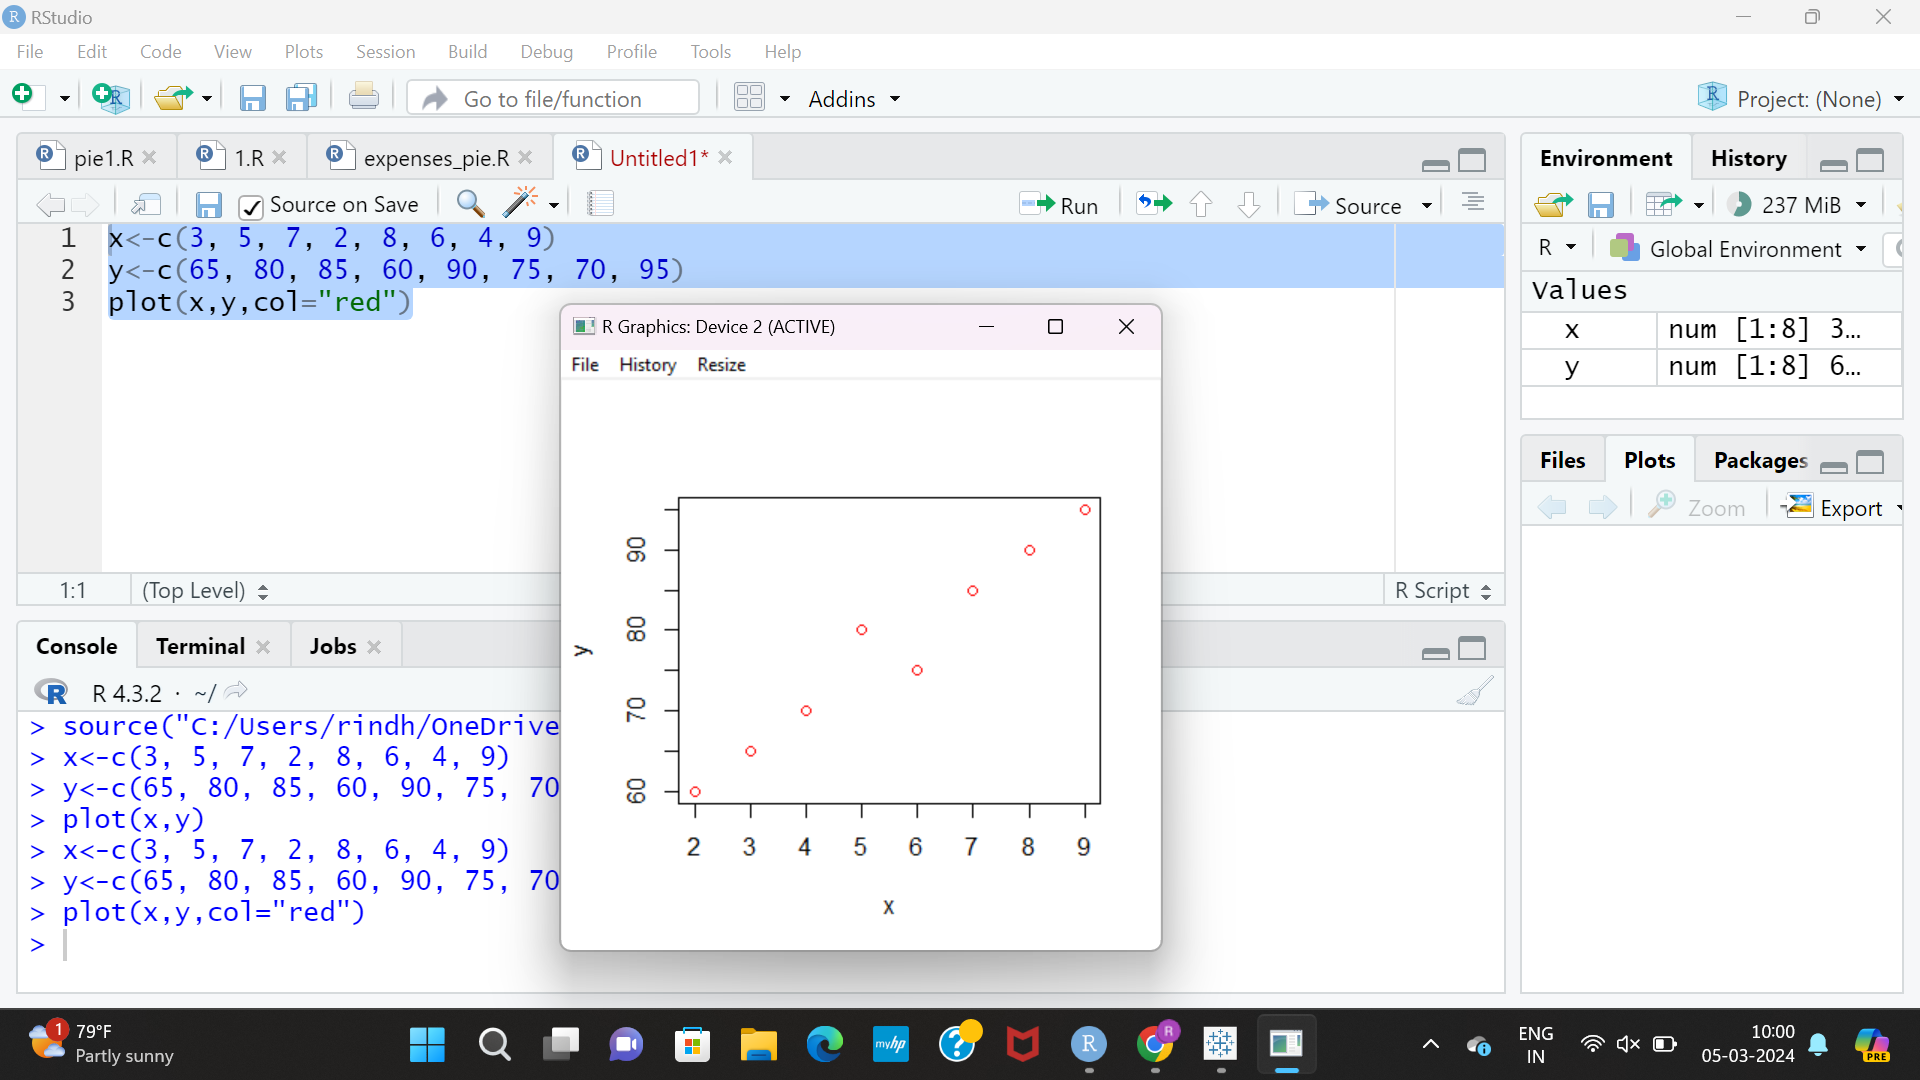 RStudio
File Edit Code View Plots Session Build Debug Profile Tools Help
Go to file/function Addins Project: (None)
pie1.R 1.R expenses_pie.R Untitled1*
Source on Save Run Source
1 x<-c(3, 5, 7, 2, 8, 6, 4, 9)
2 y<-c(65, 80, 85, 60, 90, 75, 70, 95)
3 plot(x,y,col="red")
1:1 (Top Level) R Script
Console Terminal Jobs
R 4.3.2 · ~/
> source("C:/Users/rindh/OneDrive
> x<-c(3, 5, 7, 2, 8, 6, 4, 9)
> y<-c(65, 80, 85, 60, 90, 75, 70
> plot(x,y)
> x<-c(3, 5, 7, 2, 8, 6, 4, 9)
> y<-c(65, 80, 85, 60, 90, 75, 70
> plot(x,y,col="red")
>
R Graphics: Device 2 (ACTIVE)
File History Resize
90
80
70
60
y
2 3 4 5 6 7 8 9
x
Environment History
237 MiB
R Global Environment
Values
x num [1:8] 3…
y num [1:8] 6…
Files Plots Packages
Zoom Export
1
79°F
Partly sunny
myhp
R
R
ENG
IN
10:00
05-03-2024
PRE